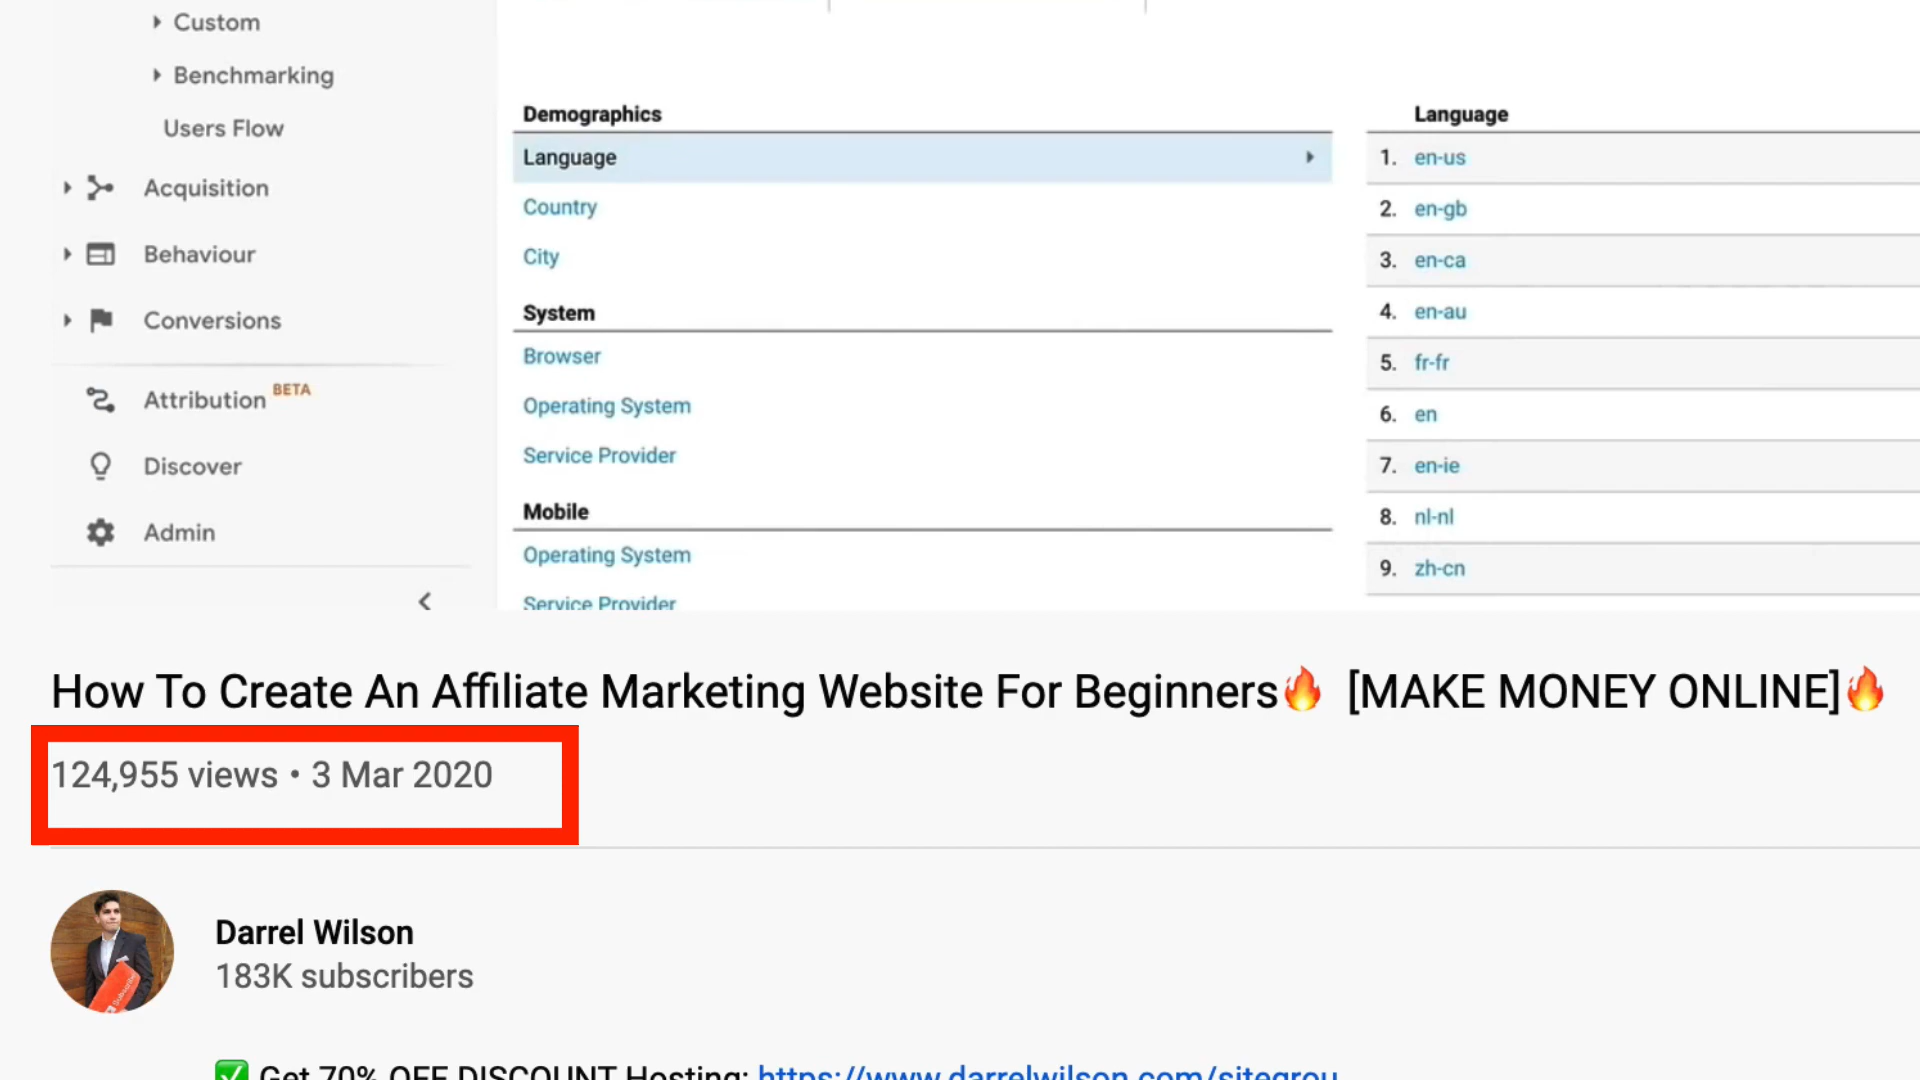 Custom
Benchmarking
Users Flow
Acquisition
Behaviour
Conversions
Attribution BETA
Discover
Admin
Demographics
Language
Country
City
System
Browser
Operating System
Service Provider
Mobile
Operating System
Service Provider
Language
1. en-us
2. en-gb
3. en-ca
4. en-au
5. fr-fr
6. en
7. en-ie
8. nl-nl
9. zh-cn
How To Create An Affiliate Marketing Website For Beginners🔥 [MAKE MONEY ONLINE]🔥
124,955 views • 3 Mar 2020
Darrel Wilson
183K subscribers
Subscribe
✅ Get 70% OFF DISCOUNT Hosting: https://www.darrelwilson.com/sitegrou